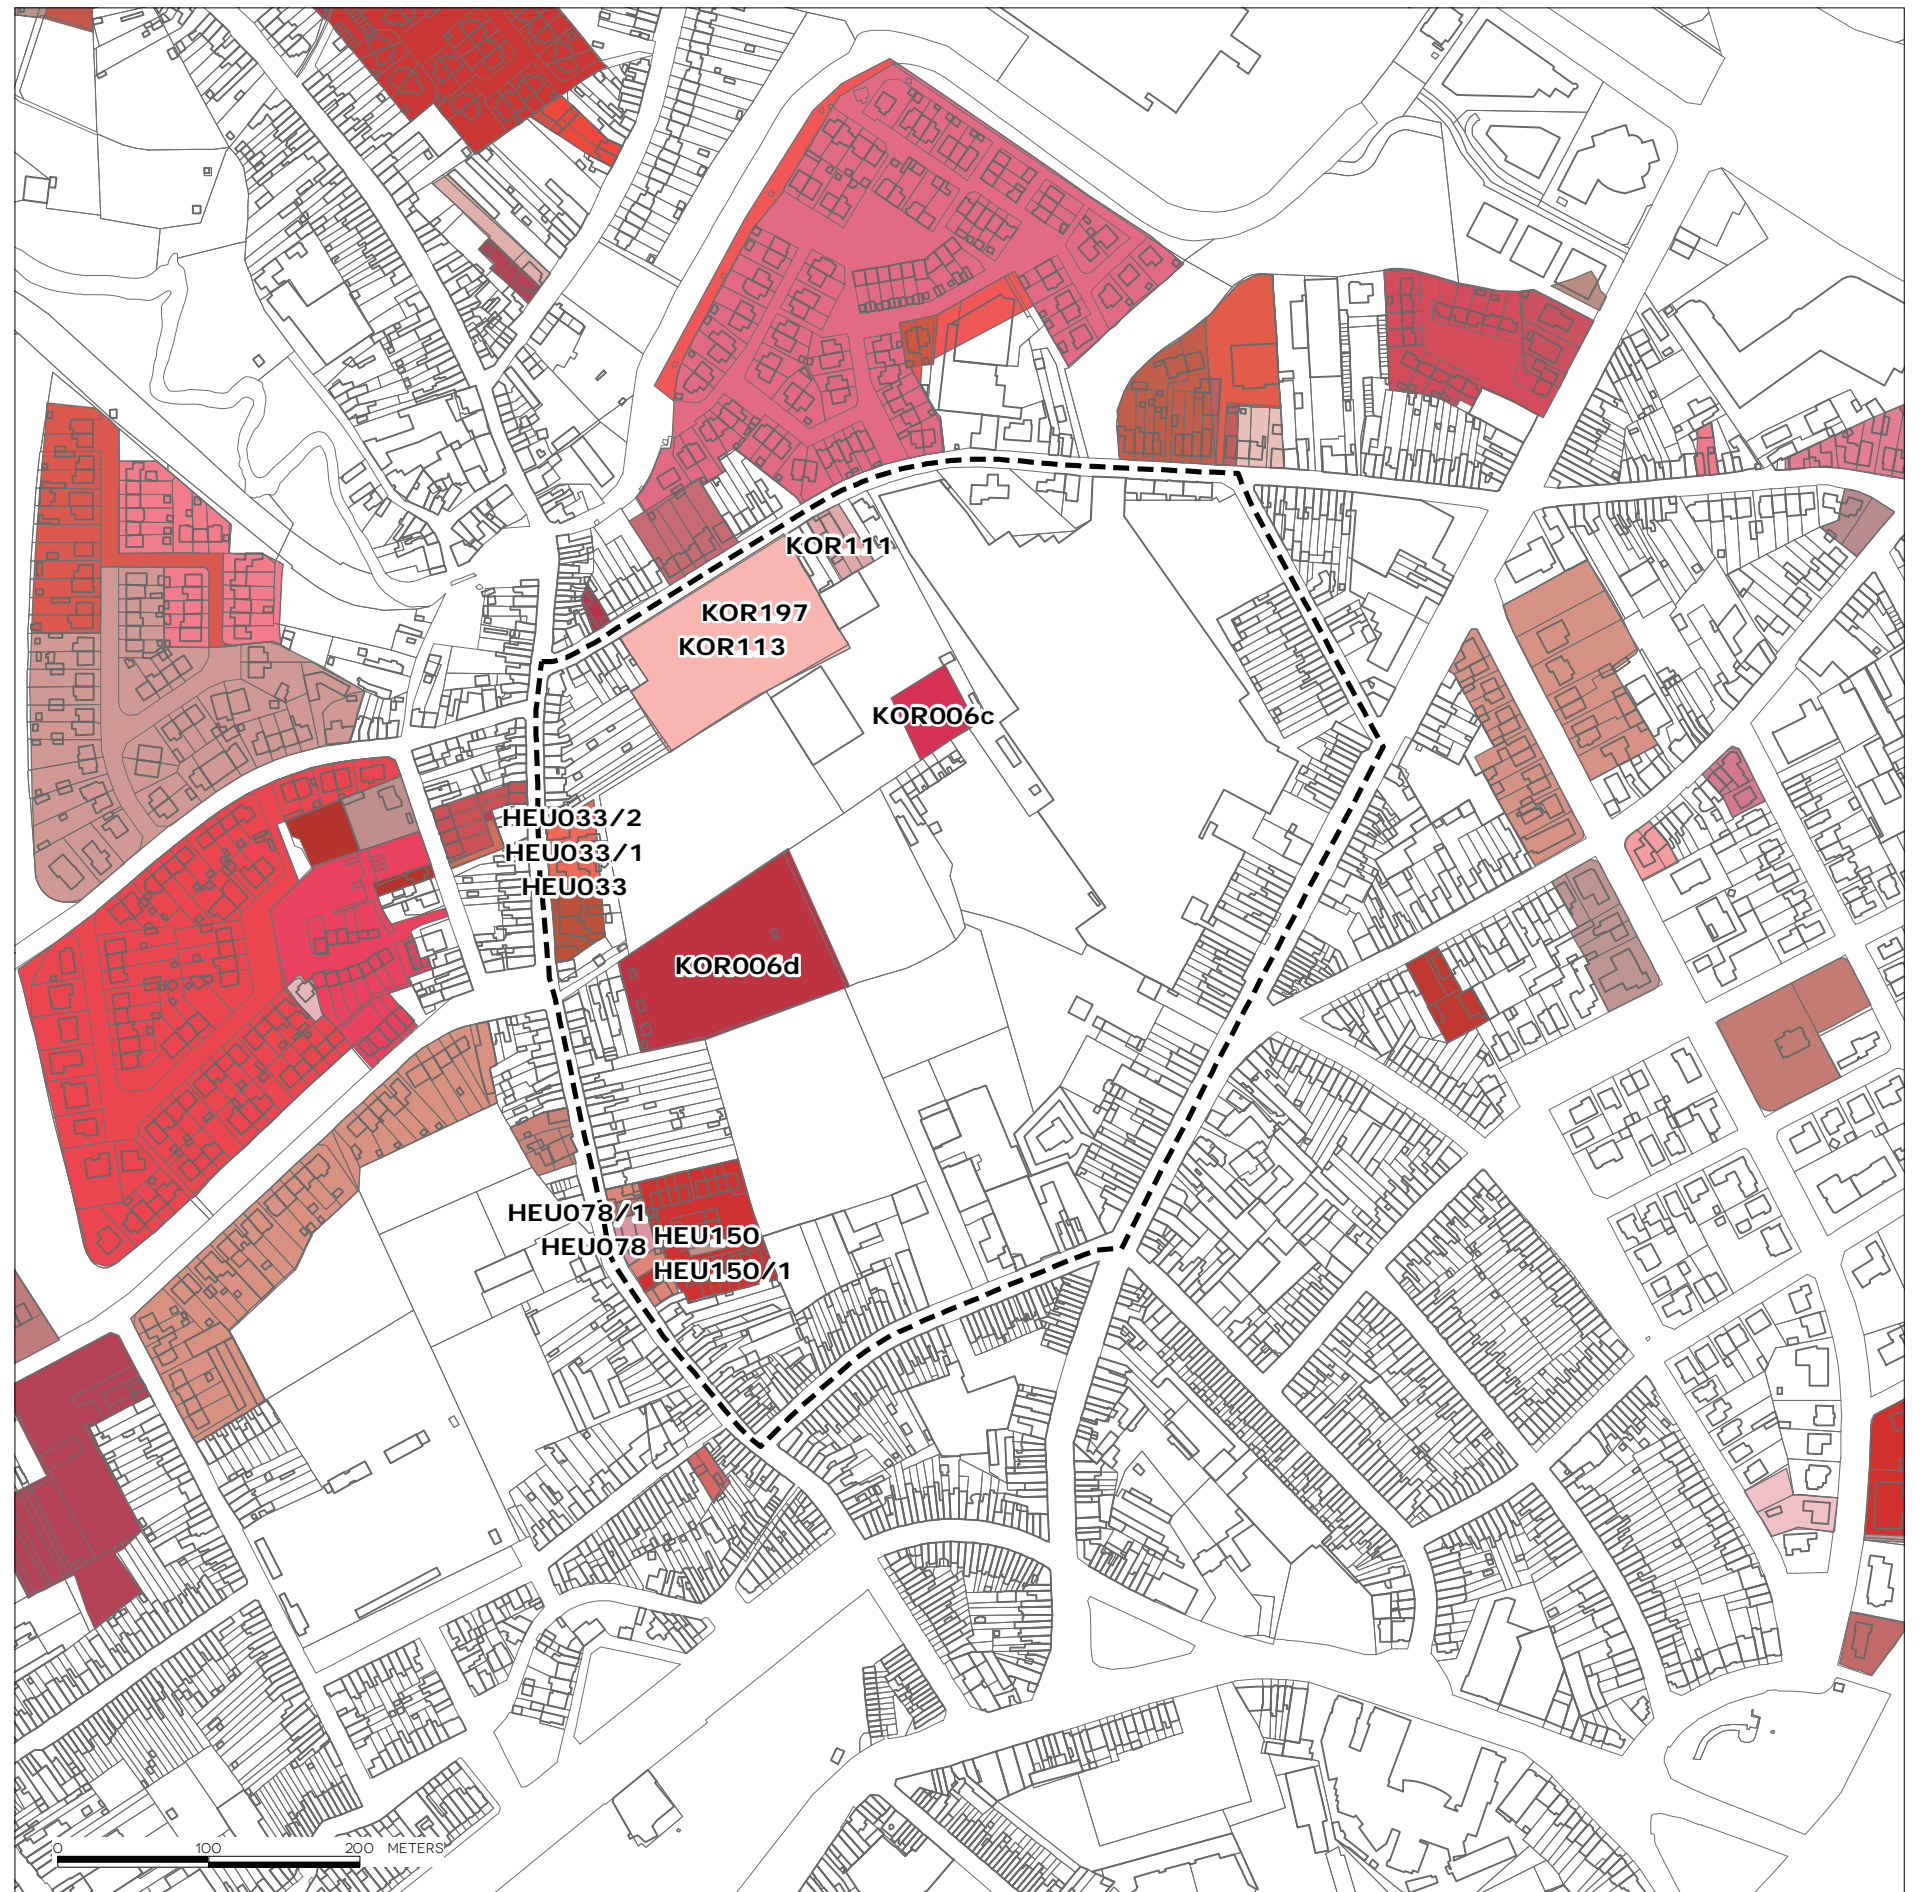 KOR111
KOR197
KOR113
KOR006c
HEU033/2
HEU033/1
HEU033
KOR006d
HEU078/1
HEU078
HEU150
HEU150/1
0 100 200 METERS